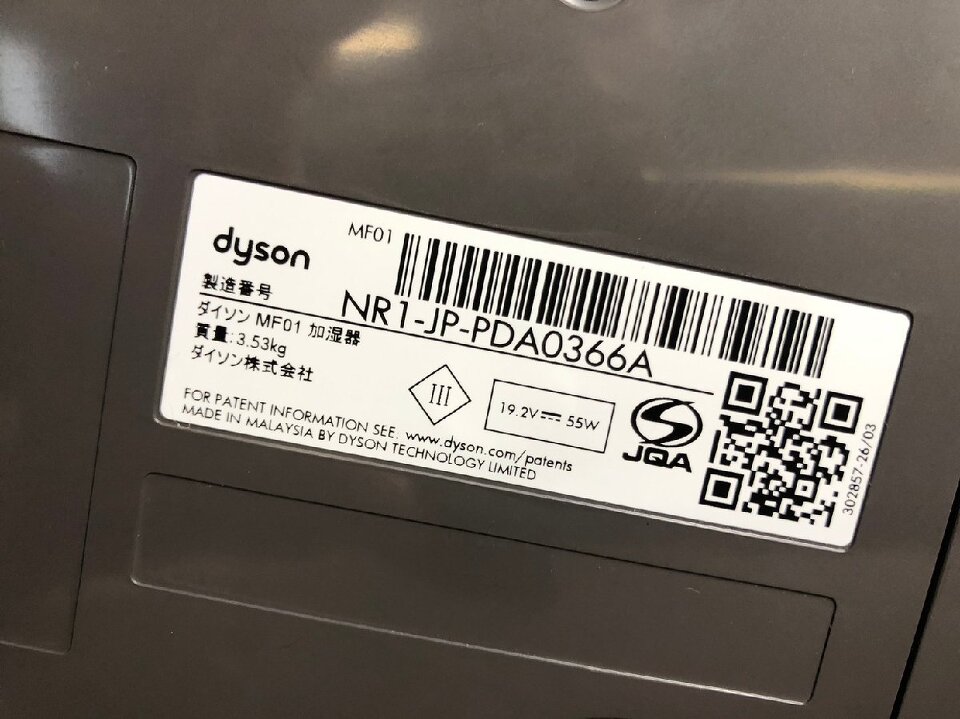 dyson
MF01
製造番号
NR1-JP-PDA0366A
ダイソン MF01 加湿器
質量:3.53kg
ダイソン株式会社
III
19.2V 55W
JQA
FOR PATENT INFORMATION SEE. www.dyson.com/patents
MADE IN MALAYSIA BY DYSON TECHNOLOGY LIMITED
302857-26/03